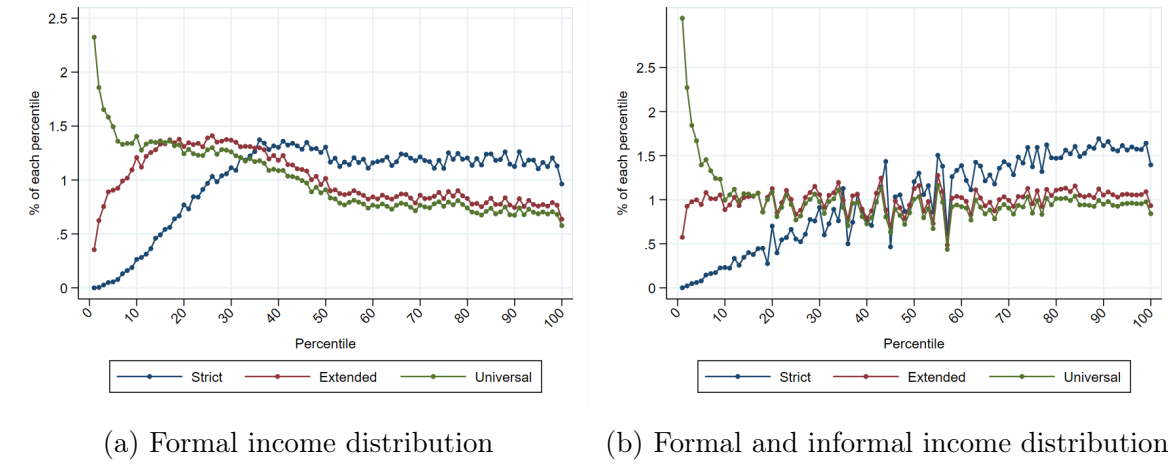 % of each percentile
2.5
2
1.5
1
.5
0
0 10 20 30 40 50 60 70 80 90 100
Percentile
Strict Extended Universal
(a) Formal income distribution
% of each percentile
2.5
2
1.5
1
.5
0
0 10 20 30 40 50 60 70 80 90 100
Percentile
Strict Extended Universal
(b) Formal and informal income distribution